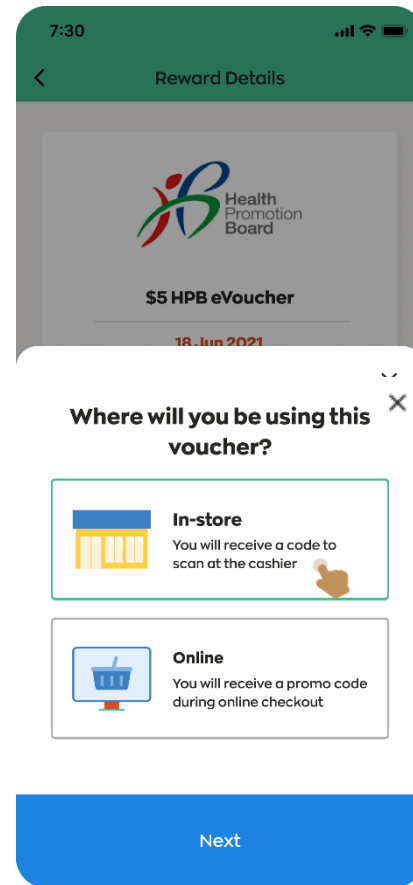 7:30
Reward Details
Health
Promotion
Board
$5 HPB eVoucher
18 Jun 2021
Where will you be using this
voucher?
In-store
You will receive a code to
scan at the cashier
Online
You will receive a promo code
during online checkout
Next